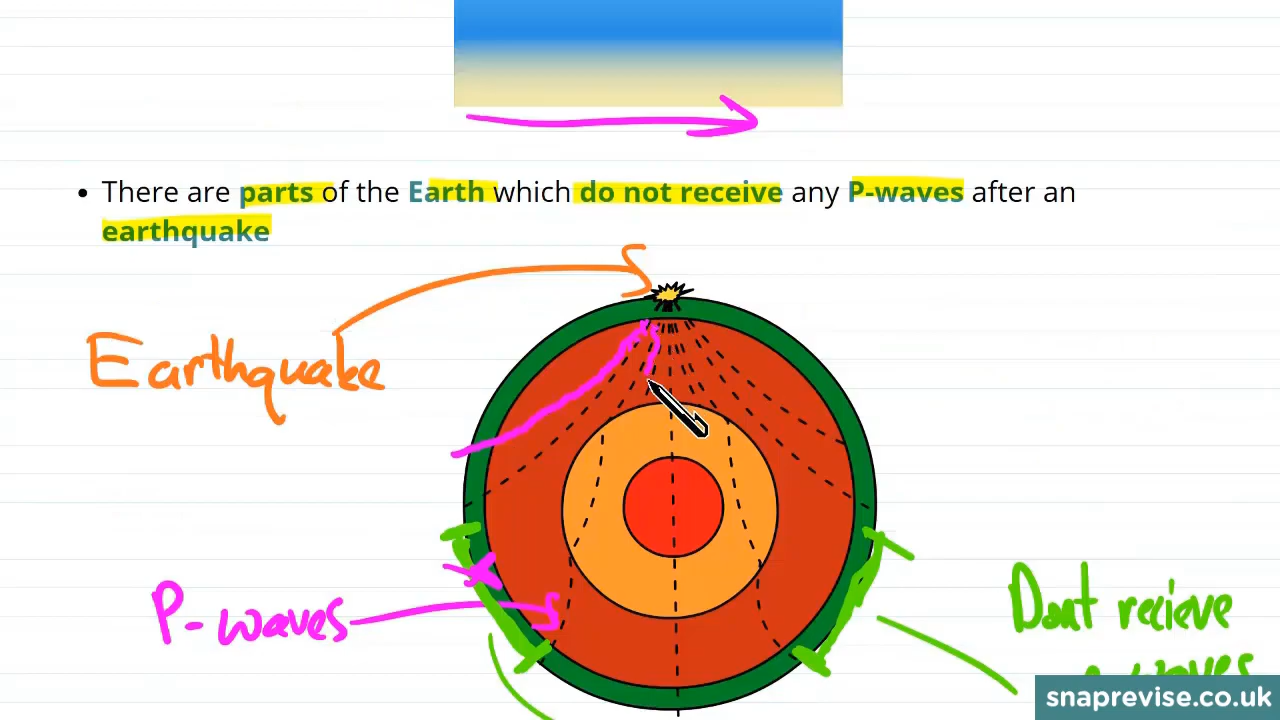 • There are parts of the Earth which do not receive any P-waves after an
earthquake
Earthquake
P-waves
Dont recieve
waves
snaprevise.co.uk